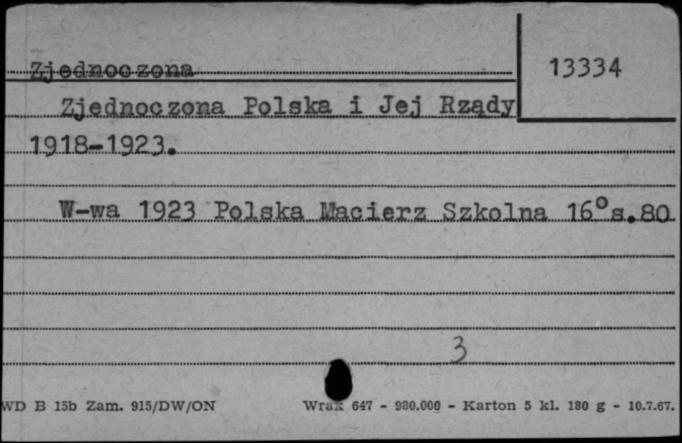 Zjednoczona
13334
Zjednoczona Polska i Jej Rządy
1918-1923.
W-wa 1923 Polska Macierz Szkolna 16° s.80
3
WD B 15b Zam. 915/DW/ON Wrak 647 - 980.000 - Karton 5 kl. 180 g - 10.7.67.